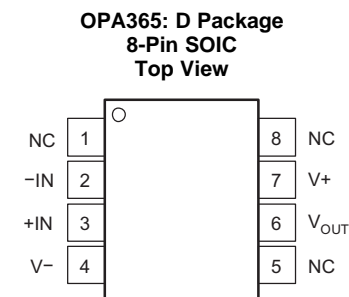 OPA365: D Package
8-Pin SOIC
Top View
NC 1 8 NC
−IN 2 7 V+
+IN 3 6 VOUT
V− 4 5 NC